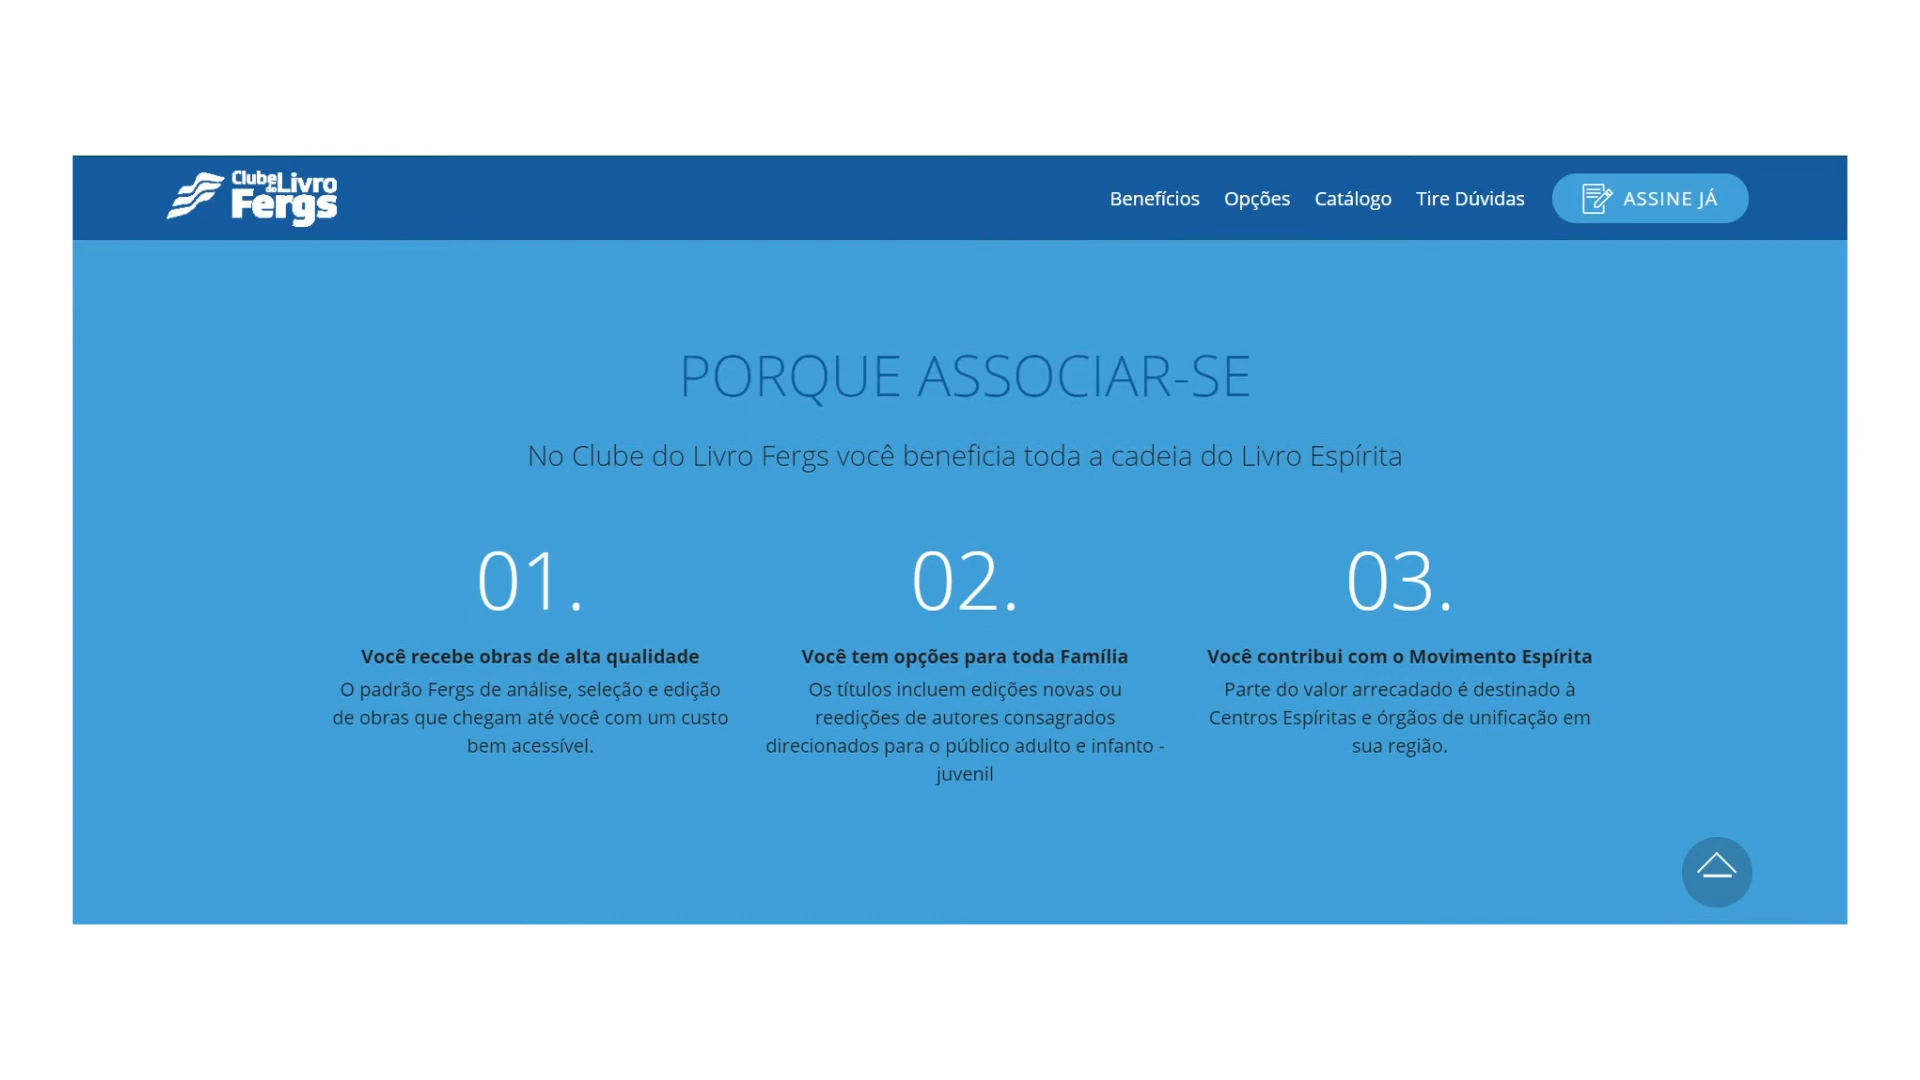 Clube do Livro
Fergs
Benefícios Opções Catálogo Tire Dúvidas ASSINE JÁ
PORQUE ASSOCIAR-SE
No Clube do Livro Fergs você beneficia toda a cadeia do Livro Espírita
01.
Você recebe obras de alta qualidade
O padrão Fergs de análise, seleção e edição
de obras que chegam até você com um custo
bem acessível.
02.
Você tem opções para toda Família
Os títulos incluem edições novas ou
reedições de autores consagrados
direcionados para o público adulto e infanto -
juvenil
03.
Você contribui com o Movimento Espírita
Parte do valor arrecadado é destinado à
Centros Espíritas e órgãos de unificação em
sua região.